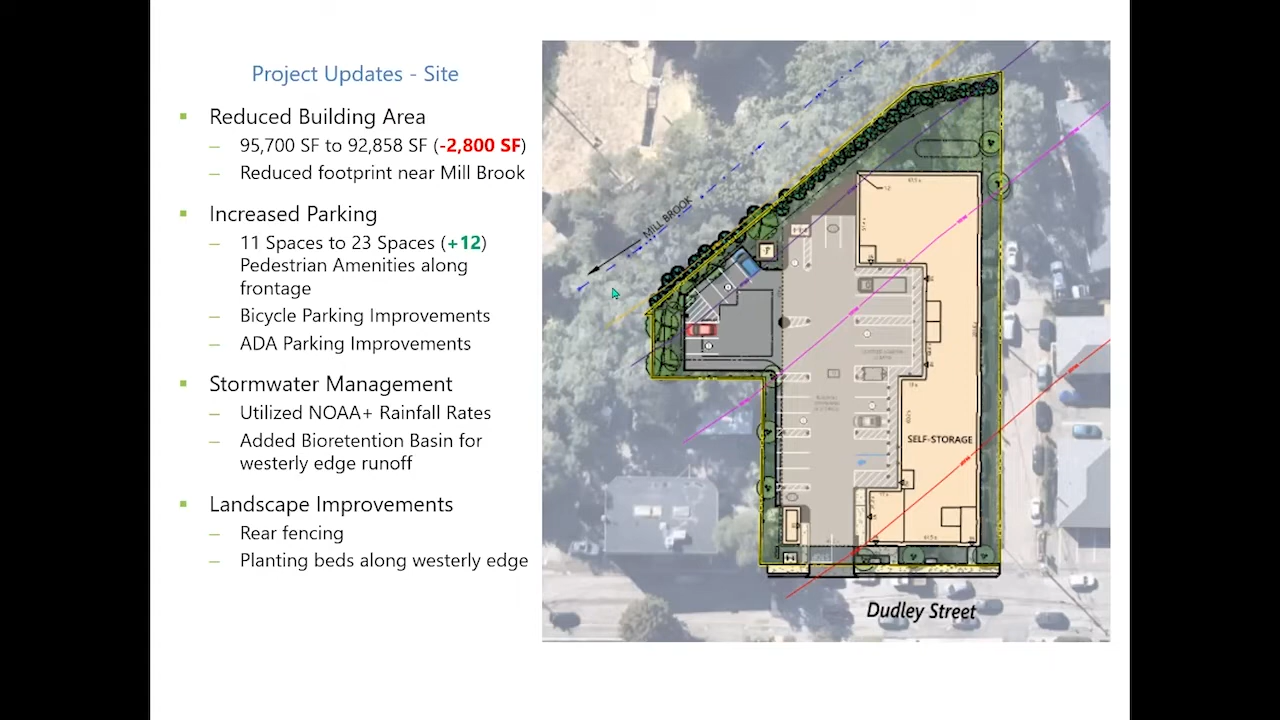 Project Updates - Site
▪ Reduced Building Area
– 95,700 SF to 92,858 SF (-2,800 SF)
– Reduced footprint near Mill Brook
▪ Increased Parking
– 11 Spaces to 23 Spaces (+12)
Pedestrian Amenities along
frontage
– Bicycle Parking Improvements
– ADA Parking Improvements
▪ Stormwater Management
– Utilized NOAA+ Rainfall Rates
– Added Bioretention Basin for
westerly edge runoff
▪ Landscape Improvements
– Rear fencing
– Planting beds along westerly edge
MILL BROOK
SELF-STORAGE
Dudley Street